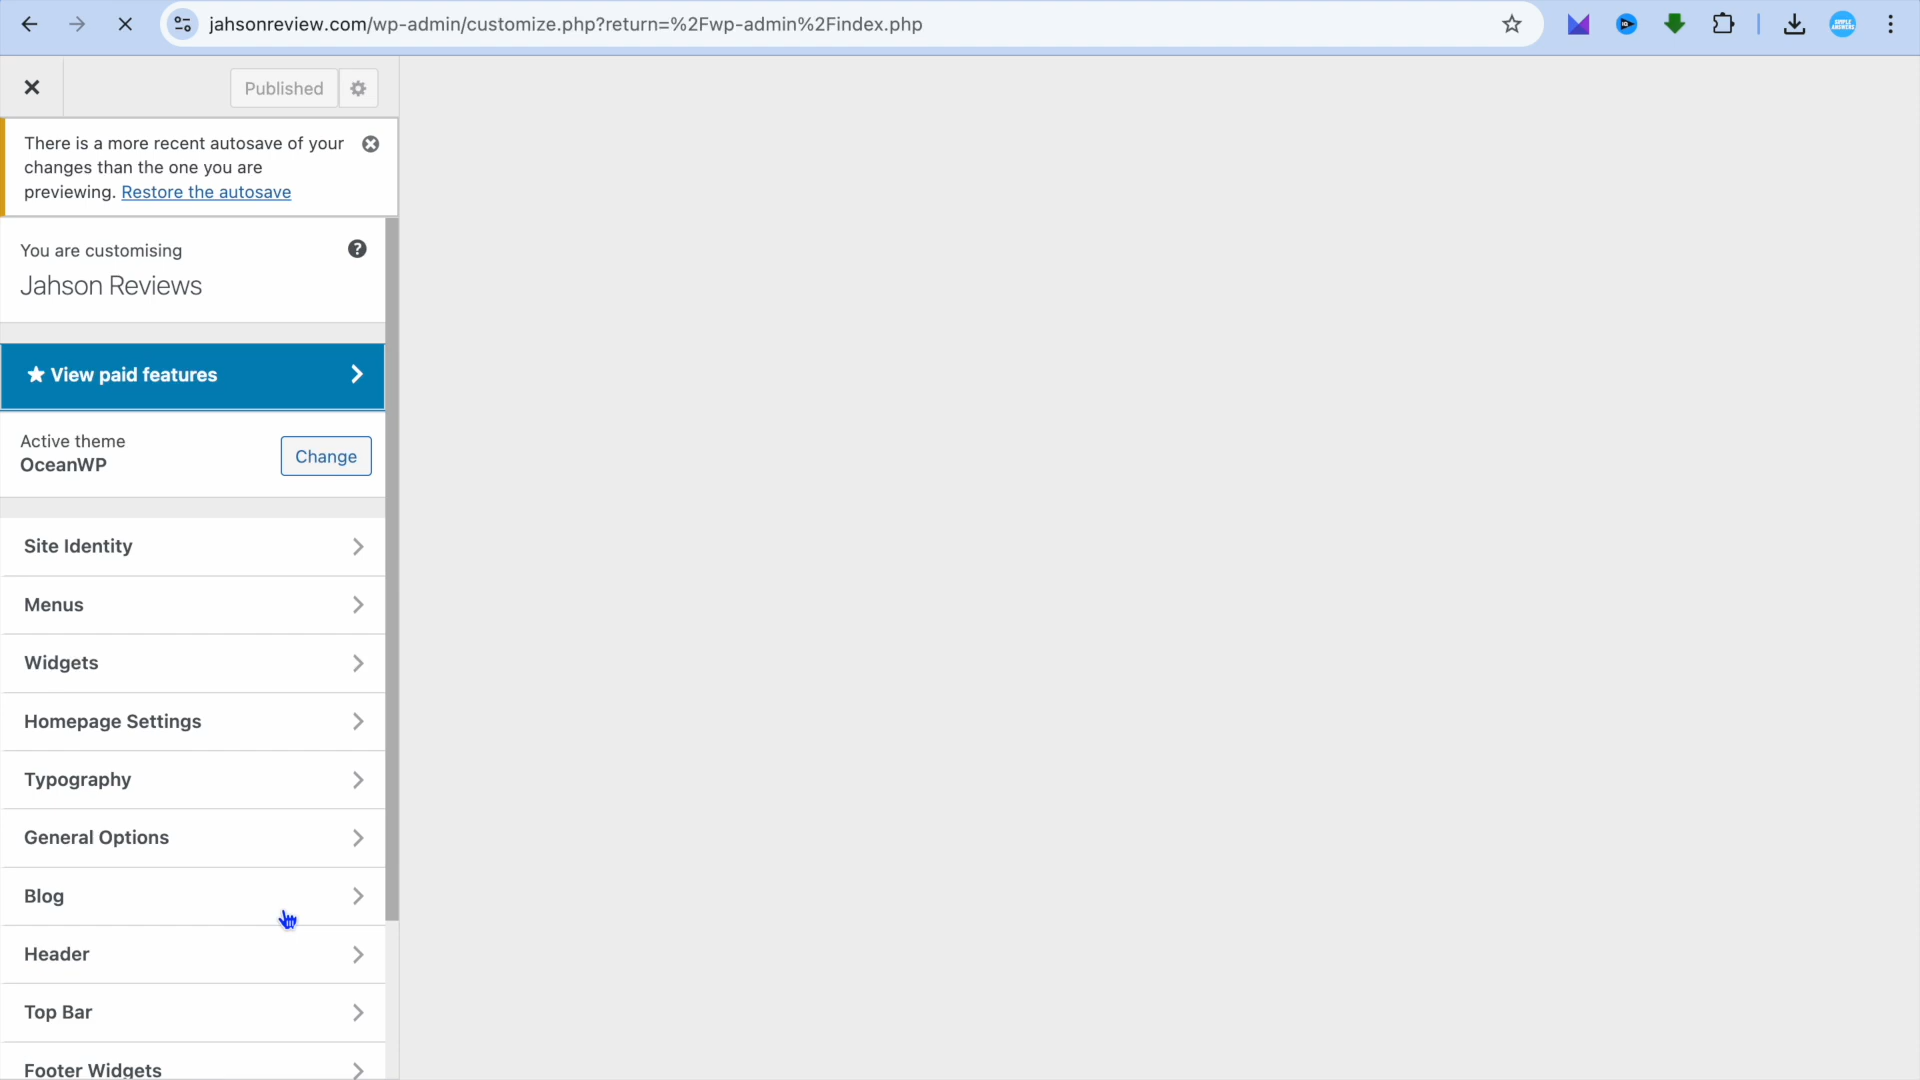 jahsonreview.com/wp-admin/customize.php?return=%2Fwp-admin%2Findex.php
Published
There is a more recent autosave of your
changes than the one you are
previewing. Restore the autosave
You are customising
Jahson Reviews
View paid features
Active theme
OceanWP
Change
Site Identity
Menus
Widgets
Homepage Settings
Typography
General Options
Blog
Header
Top Bar
Footer Widgets